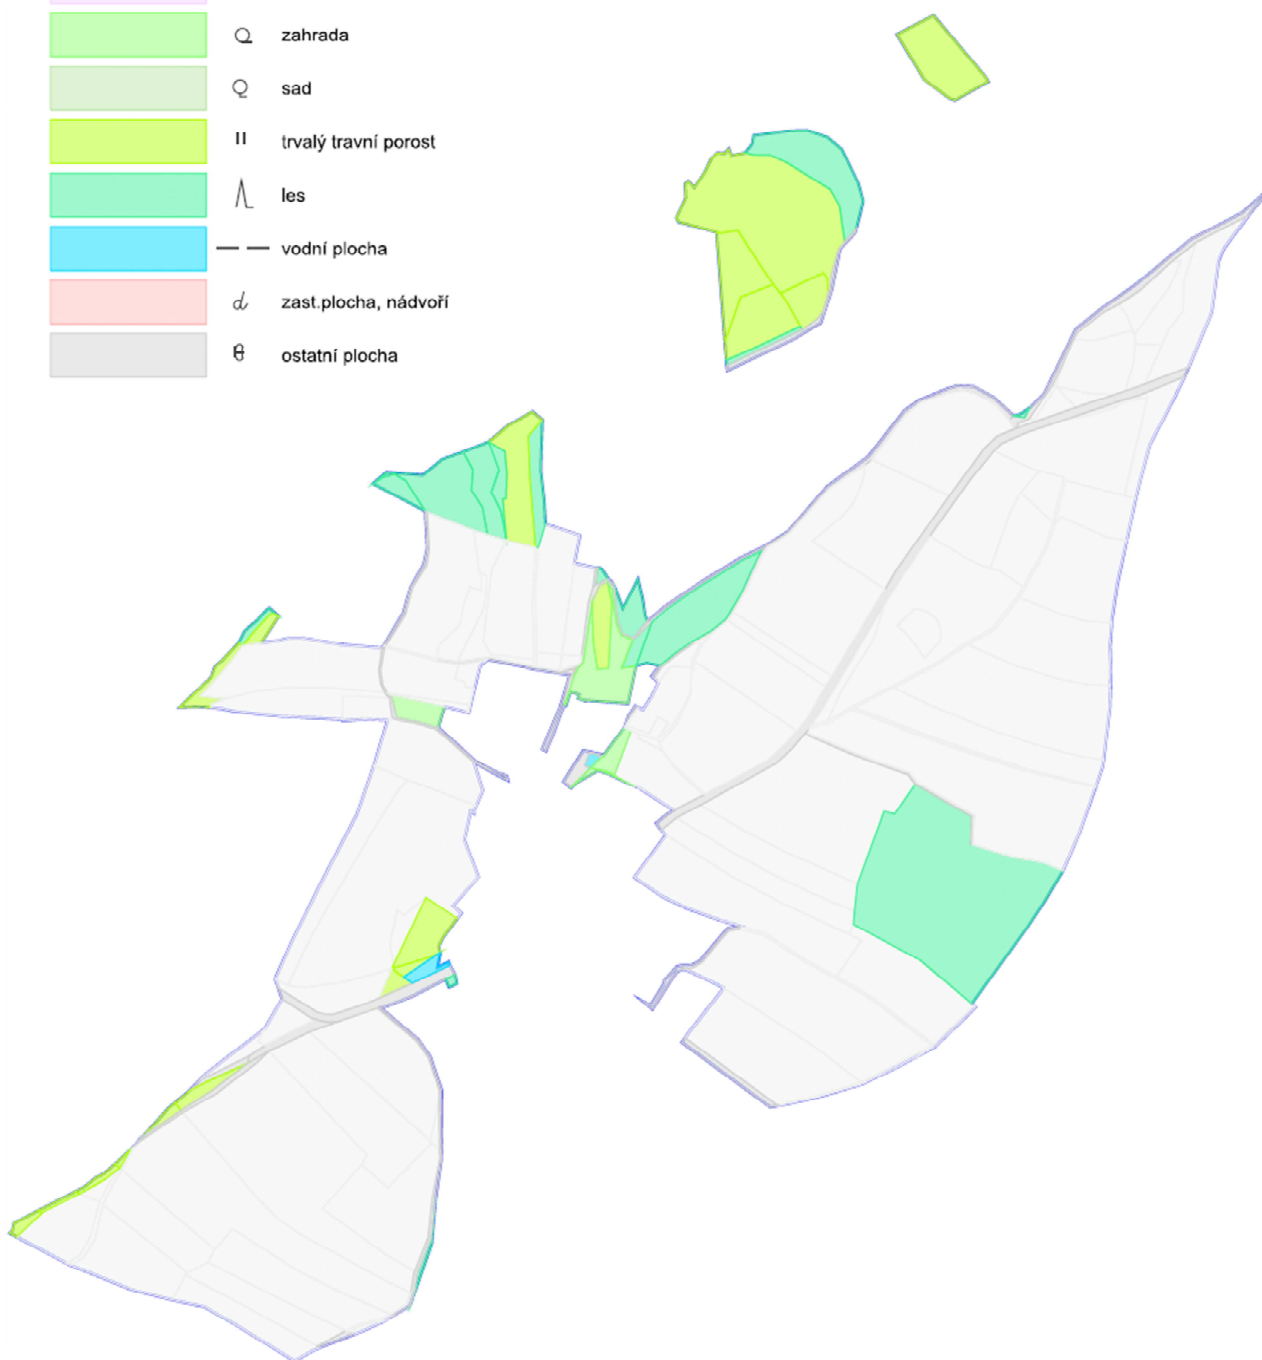 zahrada
sad
trvalý travní porost
les
vodní plocha
zast.plocha, nádvoří
ostatní plocha